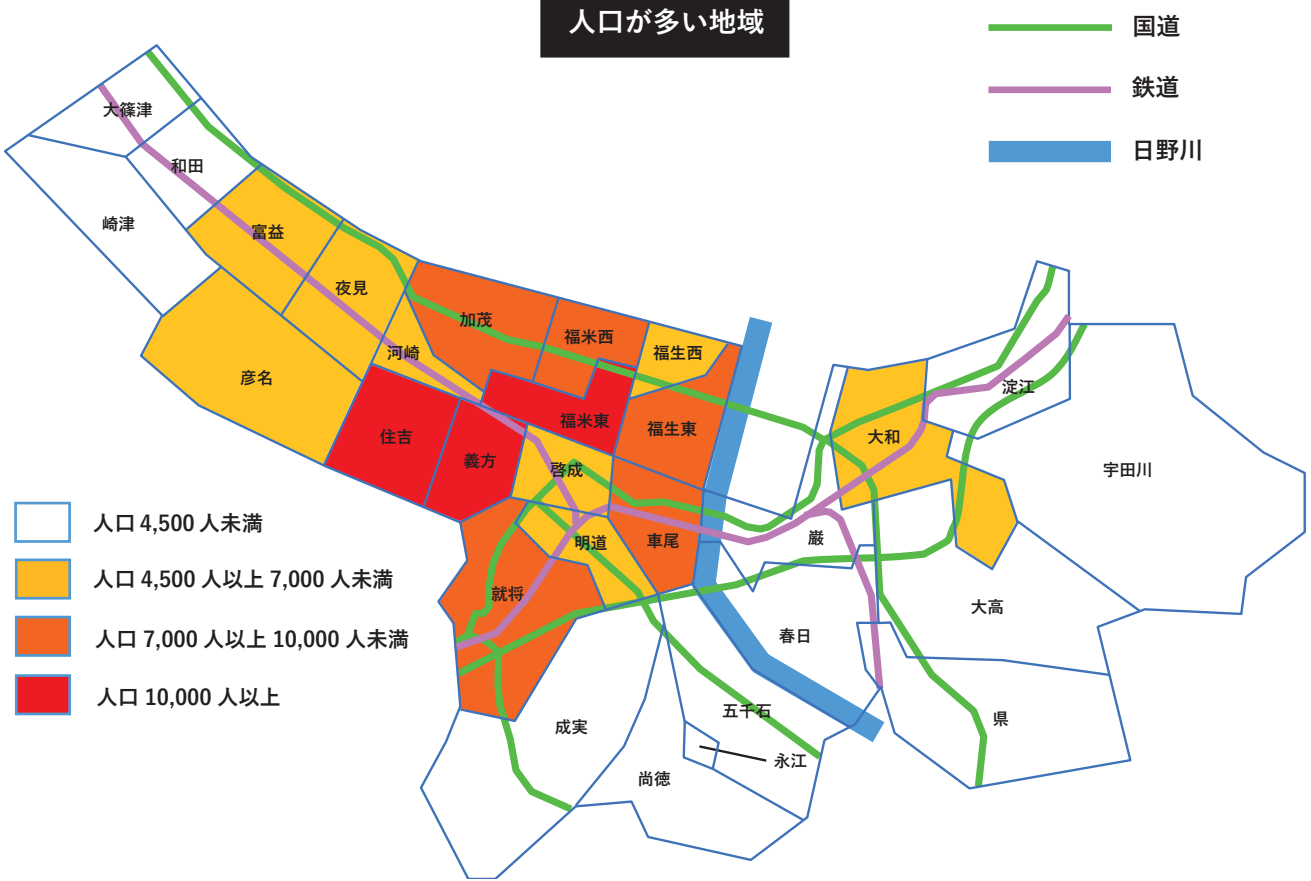 人口が多い地域
国道
鉄道
日野川
大篠津
和田
崎津
富益
夜見
加茂
福米西
福生西
河崎
彦名
淀江
福米東
住吉
福生東
大和
義方
啓成
宇田川
人口 4,500 人未満
巌
明道
車尾
人口 4,500 人以上 7,000 人未満
就将
大高
春日
人口 7,000 人以上 10,000 人未満
人口 10,000 人以上
五千石
県
成実
永江
尚徳